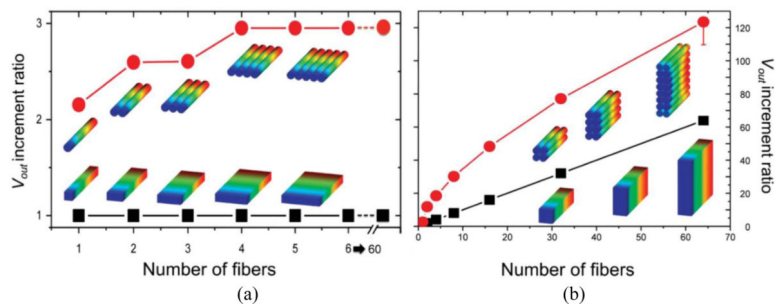 3
2
1
V_out increment ratio
1 2 3 4 5 6 60
Number of fibers
(a)
130
120
100
80
60
40
20
0
V_out increment ratio
0 10 20 30 40 50 60 70
Number of fibers
(b)